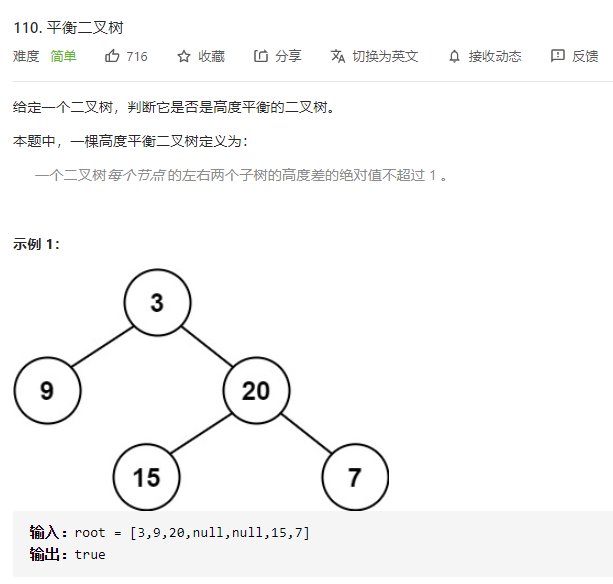 110. 平衡二叉树
难度 简单 716 收藏 分享 切换为英文 接收动态 反馈
给定一个二叉树，判断它是否是高度平衡的二叉树。
本题中，一棵高度平衡二叉树定义为：
一个二叉树每个节点 的左右两个子树的高度差的绝对值不超过 1 。
示例 1：
3
9 20
15 7
输入：root = [3,9,20,null,null,15,7]
输出：true